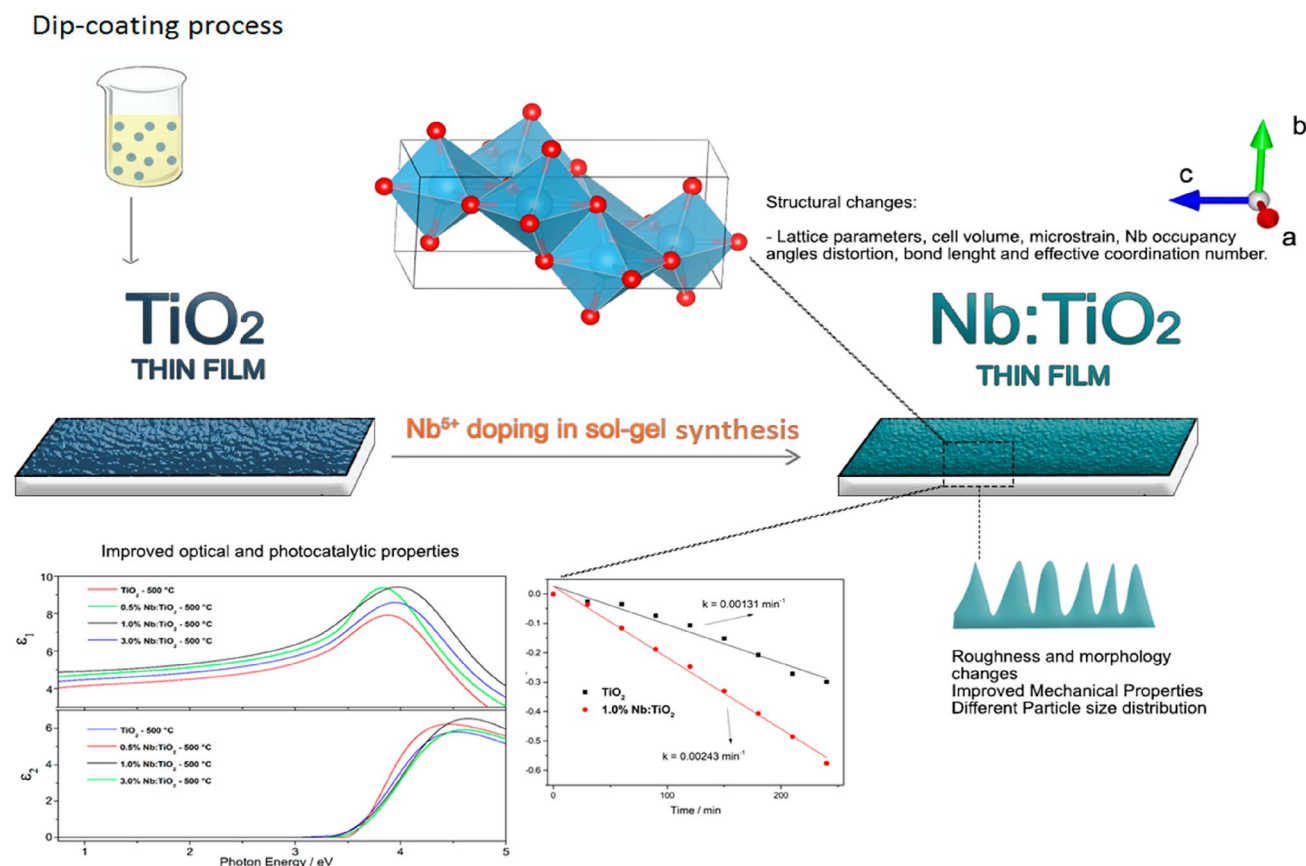 Dip-coating process
b
c
a
Structural changes:
- Lattice parameters, cell volume, microstrain, Nb occupancy
angles distortion, bond lenght and effective coordination number.
TiO₂
THIN FILM
Nb:TiO₂
THIN FILM
Nb⁵⁺ doping in sol-gel synthesis
Improved optical and photocatalytic properties
10
8
6
4
ε₁
TiO₂ - 500 °C
0.5% Nb:TiO₂ - 500 °C
1.0% Nb:TiO₂ - 500 °C
3.0% Nb:TiO₂ - 500 °C
6
4
2
0
ε₂
TiO₂ - 500 °C
0.5% Nb:TiO₂ - 500 °C
1.0% Nb:TiO₂ - 500 °C
3.0% Nb:TiO₂ - 500 °C
1 2 3 4 5
Photon Energy / eV
0.0
-0.1
-0.2
-0.3
-0.4
-0.5
-0.6
k = 0.00131 min⁻¹
TiO₂
1.0% Nb:TiO₂
k = 0.00243 min⁻¹
0 100 200
Time / min
Roughness and morphology
changes
Improved Mechanical Properties
Different Particle size distribution